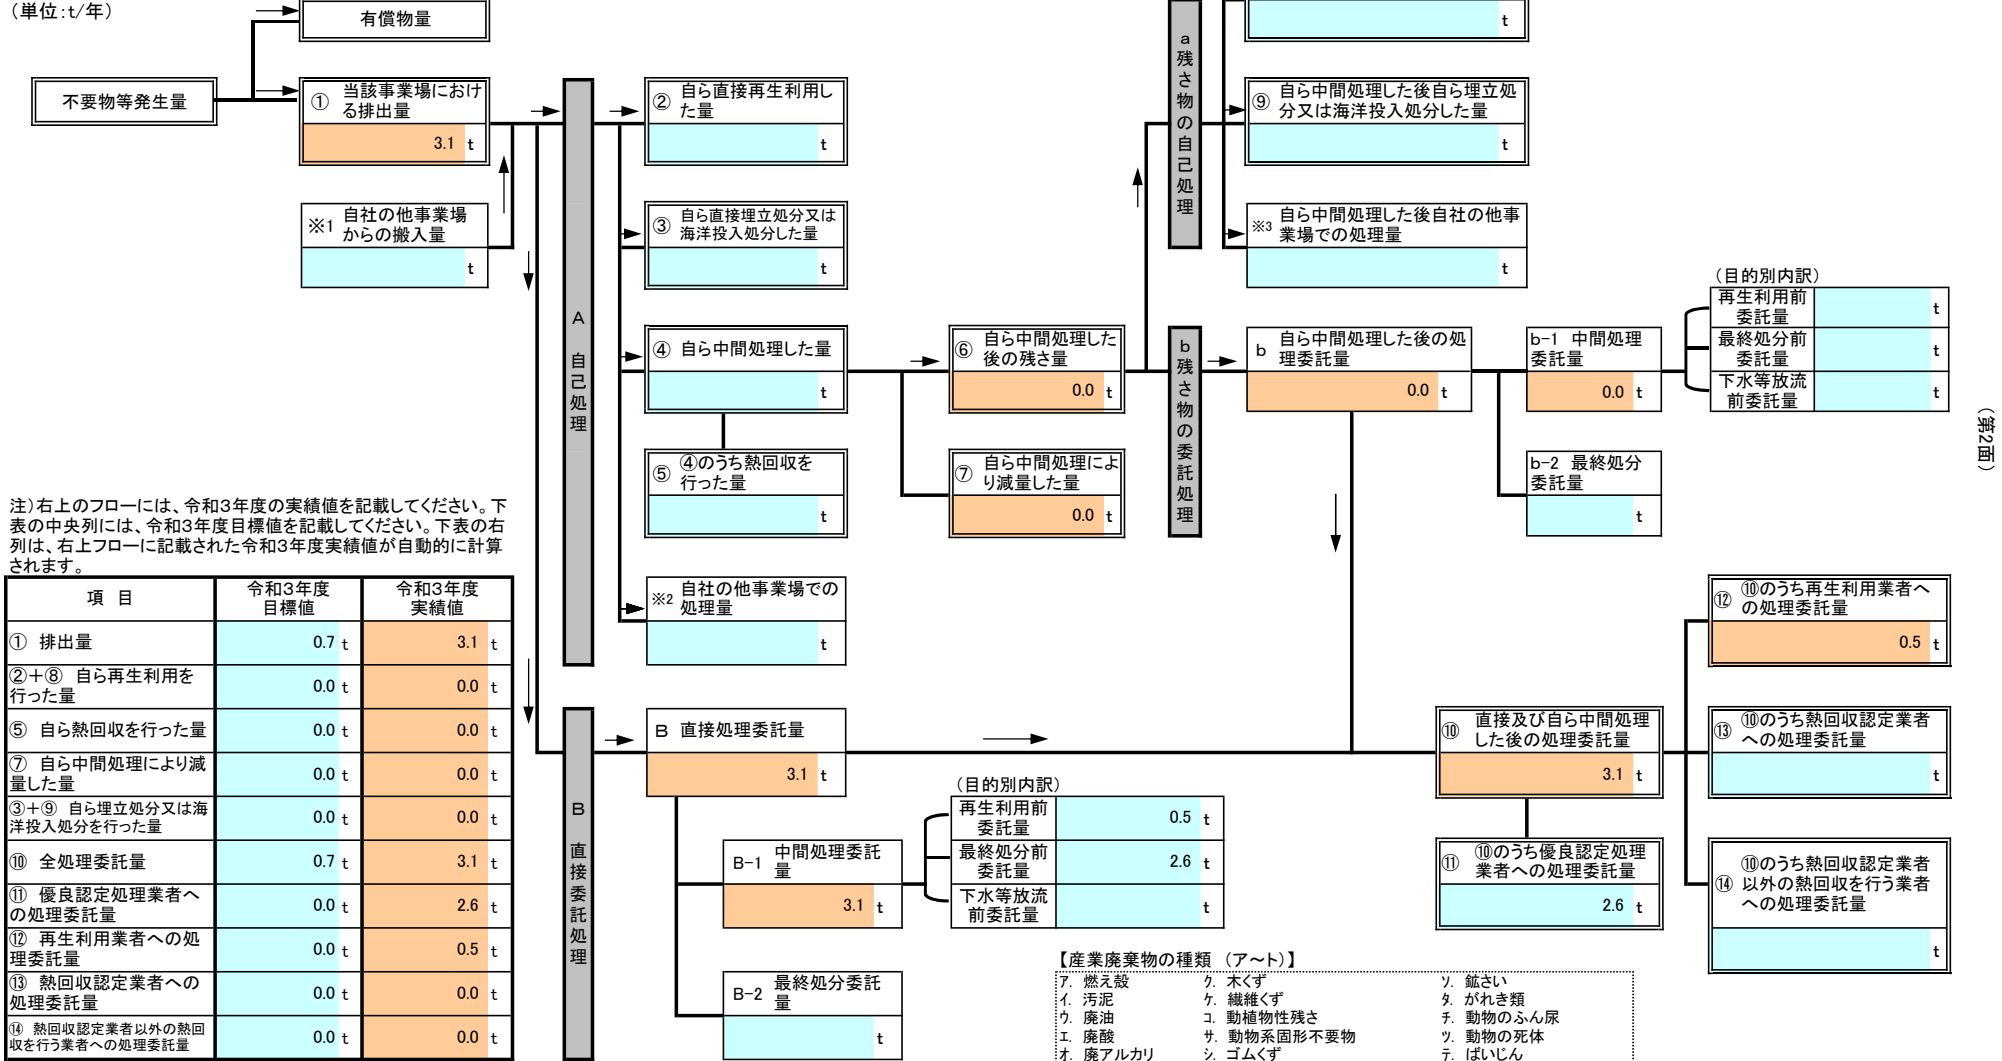 （単位：t/年）
有償物量
不要物等発生量
① 当該事業場におけ
る排出量
3.1 t
※1 自社の他事業場
からの搬入量
t
A 自己処理
② 自ら直接再生利用し
た量
t
③ 自ら直接埋立処分又は
海洋投入処分した量
t
④ 自ら中間処理した量
t
⑤ ④のうち熱回収を
行った量
t
※2 自社の他事業場での
処理量
t
⑥ 自ら中間処理した
後の残さ量
0.0 t
⑦ 自ら中間処理によ
り減量した量
0.0 t
a 残さ物の自己処理
t
⑨ 自ら中間処理した後自ら埋立処
分又は海洋投入処分した量
t
※3 自ら中間処理した後自社の他事
業場での処理量
t
b 残さ物の委託処理
b 自ら中間処理した後の処
理委託量
0.0 t
b-1 中間処理
委託量
0.0 t
b-2 最終処分
委託量
t
（目的別内訳）
再生利用前
委託量 t
最終処分前
委託量 t
下水等放流
前委託量 t
（第2面）
注）右上のフローには、令和3年度の実績値を記載してください。下
表の中央列には、令和3年度目標値を記載してください。下表の右
列は、右上フローに記載された令和3年度実績値が自動的に計算
されます。
項 目 令和3年度
目標値 令和3年度
実績値
① 排出量 0.7 t 3.1 t
②＋⑧ 自ら再生利用を
行った量 0.0 t 0.0 t
⑤ 自ら熱回収を行った量 0.0 t 0.0 t
⑦ 自ら中間処理により減
量した量 0.0 t 0.0 t
③＋⑨ 自ら埋立処分又は海
洋投入処分を行った量 0.0 t 0.0 t
⑩ 全処理委託量 0.7 t 3.1 t
⑪ 優良認定処理業者へ
の処理委託量 0.0 t 2.6 t
⑫ 再生利用業者への処
理委託量 0.0 t 0.5 t
⑬ 熱回収認定業者への
処理委託量 0.0 t 0.0 t
⑭ 熱回収認定業者以外の熱回
収を行う業者への処理委託量 0.0 t 0.0 t
B 直接委託処理
B 直接処理委託量
3.1 t
B-1 中間処理委託
量
3.1 t
B-2 最終処分委託
量
t
（目的別内訳）
再生利用前
委託量 0.5 t
最終処分前
委託量 2.6 t
下水等放流
前委託量 t
⑩ 直接及び自ら中間処理
した後の処理委託量
3.1 t
⑪ ⑩のうち優良認定処理
業者への処理委託量
2.6 t
⑫ ⑩のうち再生利用業者へ
の処理委託量
0.5 t
⑬ ⑩のうち熱回収認定業者
への処理委託量
t
⑭ ⑩のうち熱回収認定業者
以外の熱回収を行う業者
への処理委託量
t
【産業廃棄物の種類 （ア～ト）】
ア. 燃え殻 ク. 木くず ソ. 鉱さい
イ. 汚泥 ケ. 繊維くず タ. がれき類
ウ. 廃油 コ. 動植物性残さ チ. 動物のふん尿
エ. 廃酸 サ. 動物系固形不要物 ツ. 動物の死体
オ. 廃アルカリ シ. ゴムくず テ. ばいじん